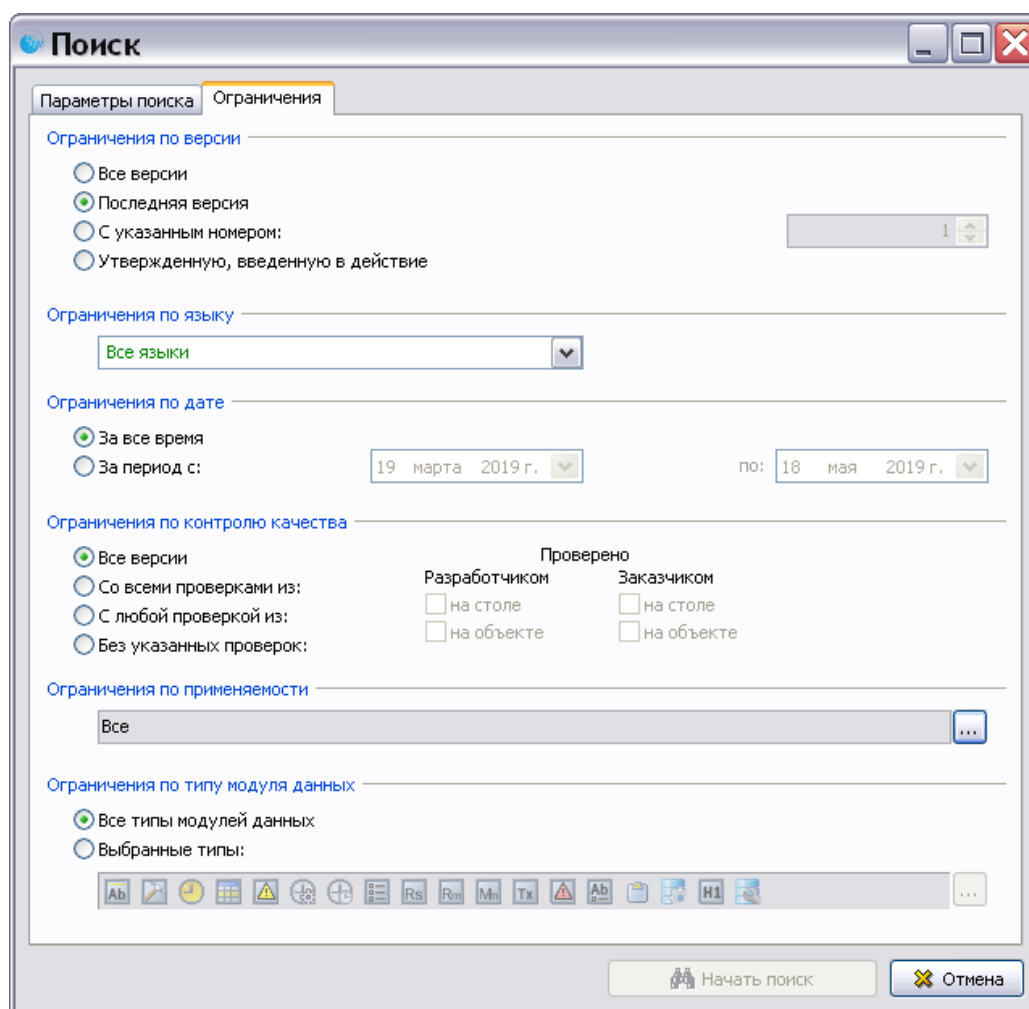 Поиск
Параметры поиска Ограничения
Ограничения по версии
Все версии
Последняя версия
С указанным номером: 1
Утвержденную, введенную в действие
Ограничения по языку
Все языки
Ограничения по дате
За все время
За период с: 19 марта 2019 г. по: 18 мая 2019 г.
Ограничения по контролю качества
Все версии Проверено
Разработчиком Заказчиком
Со всеми проверками из: на столе на столе
С любой проверкой из: на объекте на объекте
Без указанных проверок:
Ограничения по применяемости
Все ...
Ограничения по типу модуля данных
Все типы модулей данных
Выбранные типы:
Ab Rs Rm Mn Tx Ab H1 ...
Начать поиск Отмена